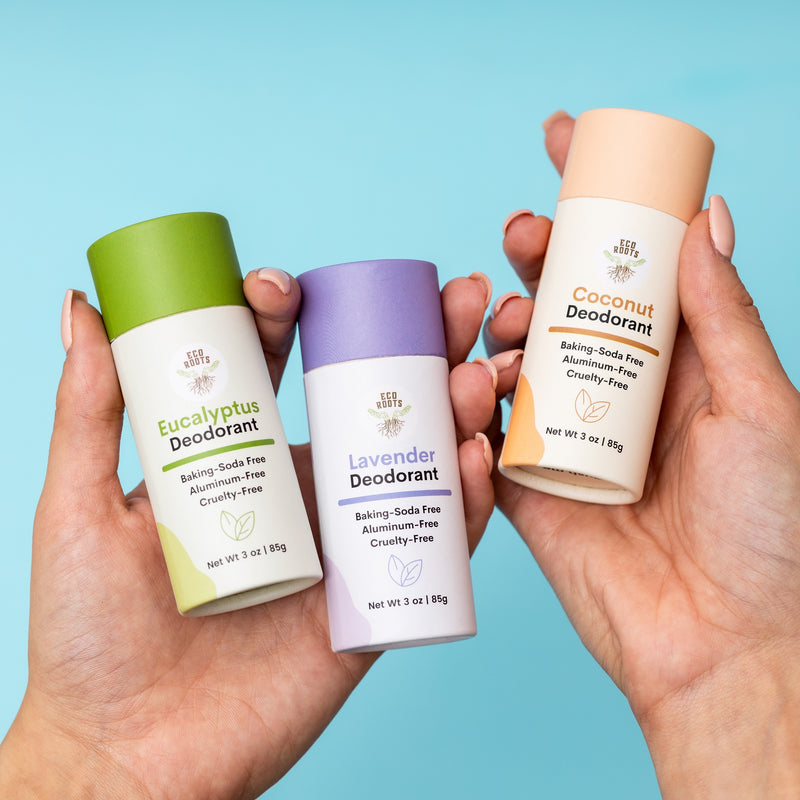 ECO
ROOTS
Eucalyptus
Deodorant
Baking-Soda Free
Aluminum-Free
Cruelty-Free
Net Wt 3 oz | 85g
ECO
ROOTS
Lavender
Deodorant
Baking-Soda Free
Aluminum-Free
Cruelty-Free
Net Wt 3 oz | 85g
ECO
ROOTS
Coconut
Deodorant
Baking-Soda Free
Aluminum-Free
Cruelty-Free
Net Wt 3 oz | 85g